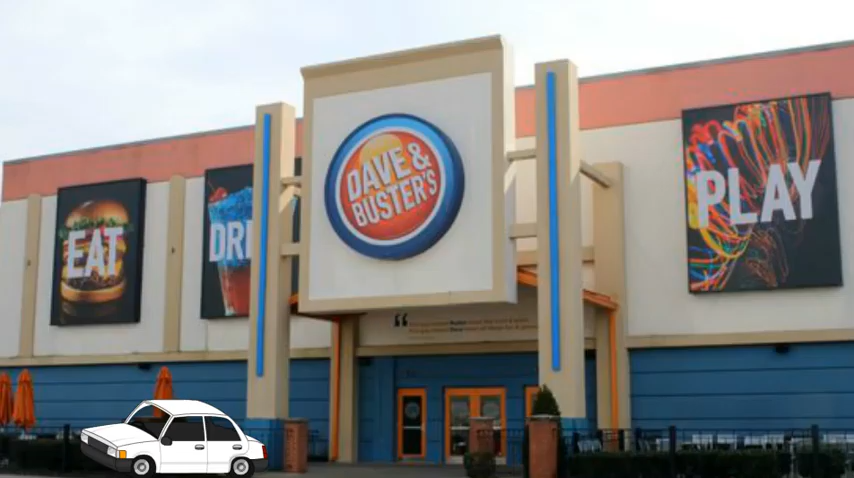 EAT
DRI
DAVE &
BUSTER'S
PLAY
“